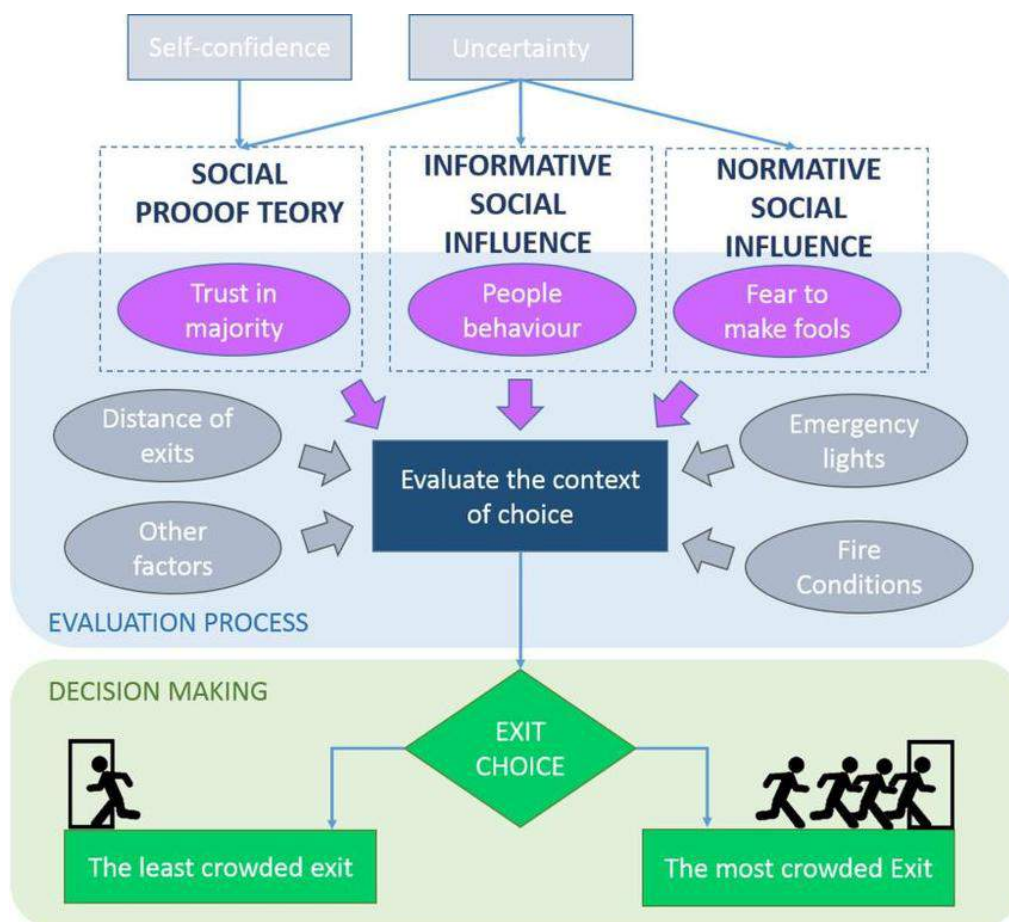 Self-confidence
Uncertainty
SOCIAL
PROOOF TEORY
INFORMATIVE
SOCIAL
INFLUENCE
NORMATIVE
SOCIAL
INFLUENCE
Trust in
majority
People
behaviour
Fear to
make fools
Distance of
exits
Emergency
lights
Evaluate the context
of choice
Other
factors
Fire
Conditions
EVALUATION PROCESS
DECISION MAKING
EXIT
CHOICE
The least crowded exit
The most crowded Exit